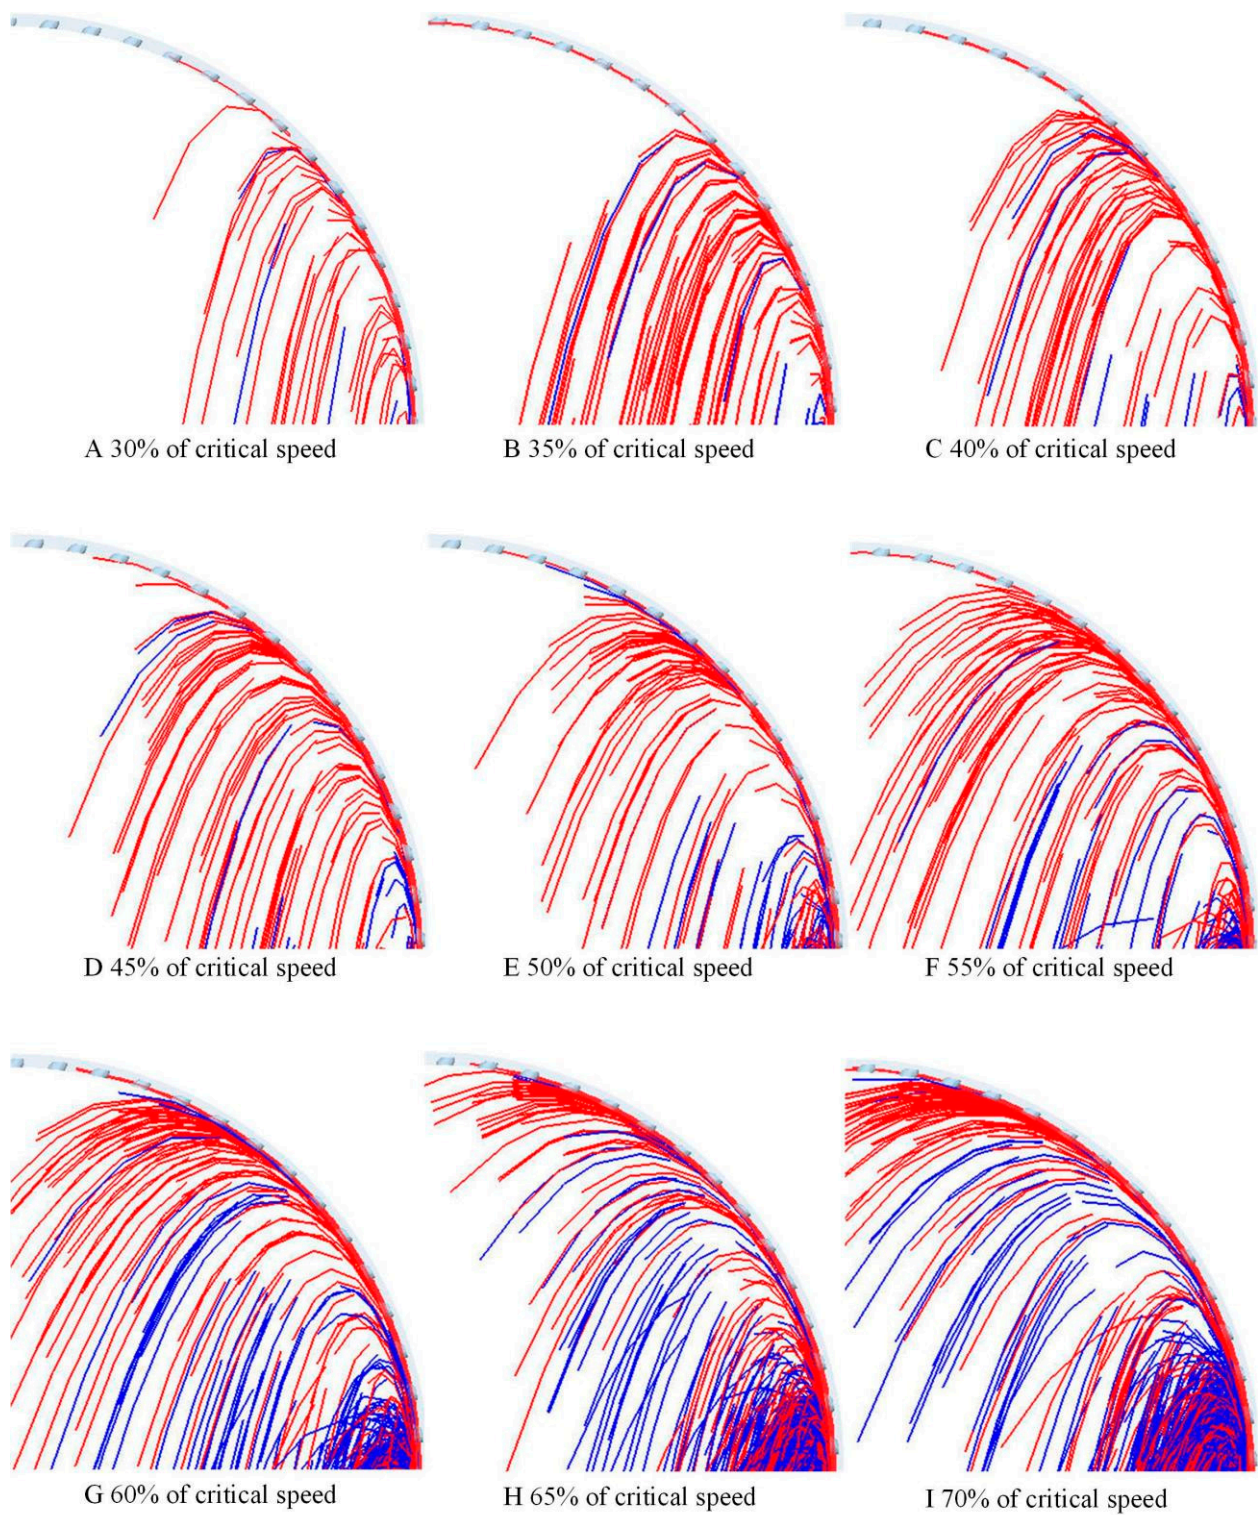 A 30% of critical speed
B 35% of critical speed
C 40% of critical speed
D 45% of critical speed
E 50% of critical speed
F 55% of critical speed
G 60% of critical speed
H 65% of critical speed
I 70% of critical speed